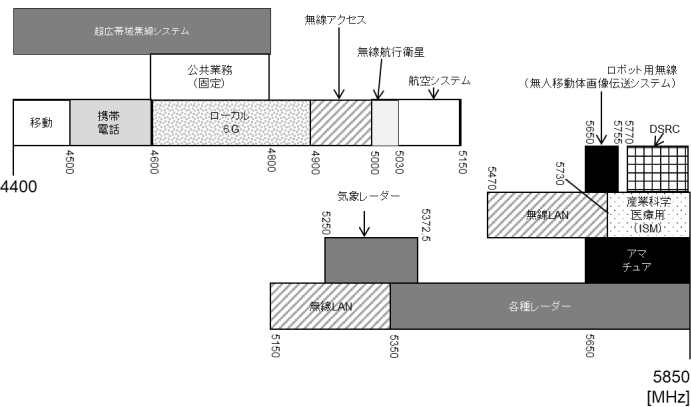 超広帯域無線システム
無線アクセス
無線航行衛星
公共業務
（固定）
航空システム
ロボット用無線
（無人移動体画像伝送システム）
移動
携帯
電話
ローカル
5G
4400
4500
4600
4800
4900
5000
5030
5150
5650
5755
5770
DSRC
5470
5730
無線LAN
産業科学
医療用
（ISM）
気象レーダー
5250
5372.5
アマ
チュア
無線LAN
各種レーダー
5150
5350
5650
5850
[MHz]